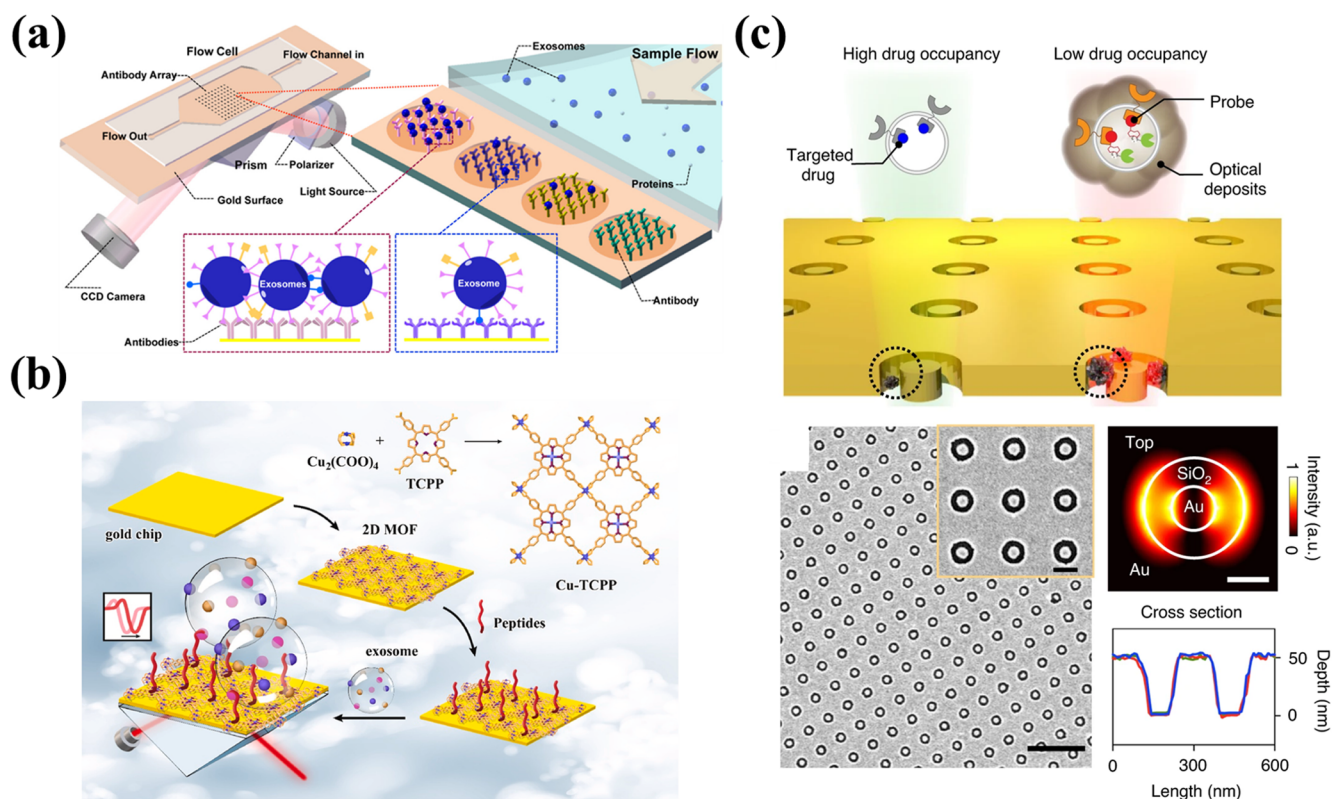 (a)
Flow Cell
Flow Channel in
Antibody Array
Flow Out
Prism
Polarizer
Light Source
Gold Surface
CCD Camera
Exosomes
Sample Flow
Proteins
Antibody
Exosomes
Exosome
Antibodies
(b)
Cu2(COO)4
+
TCPP
Cu-TCPP
gold chip
2D MOF
Peptides
exosome
(c)
High drug occupancy
Low drug occupancy
Probe
Targeted
drug
Optical
deposits
Top
SiO2
Au
Au
1
0
Intensity (a.u.)
Cross section
50
0
Depth (nm)
0
300
600
Length (nm)